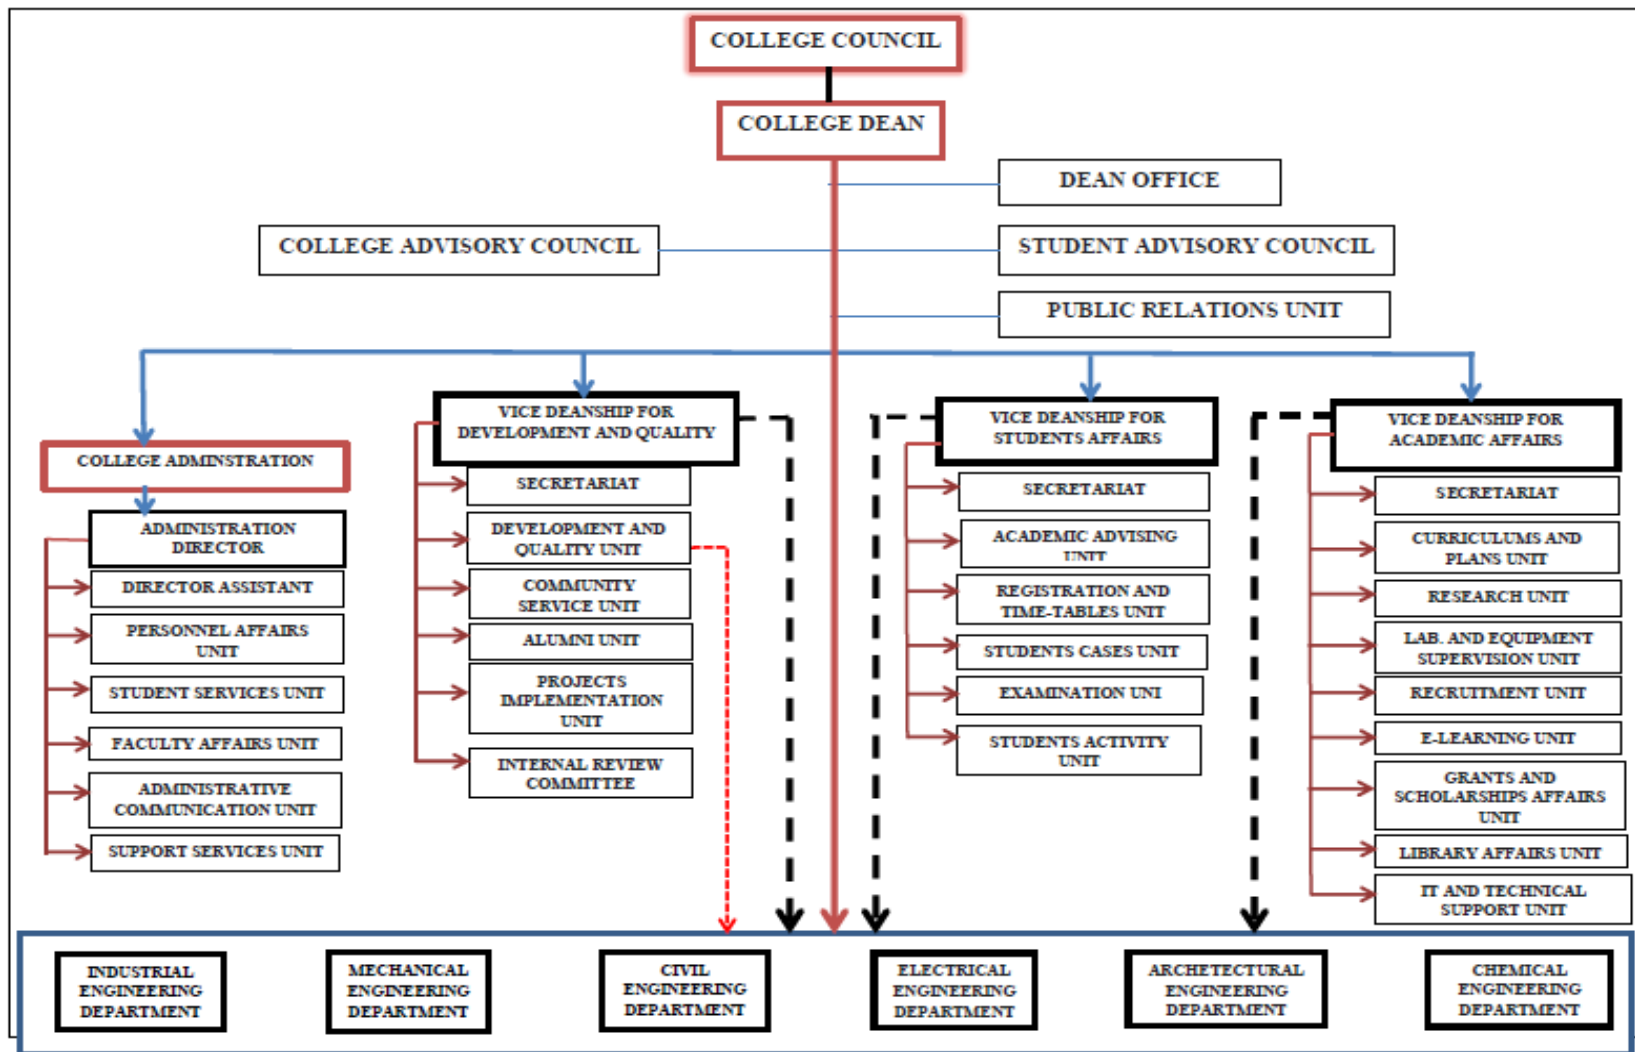 COLLEGE COUNCIL
COLLEGE DEAN
DEAN OFFICE
COLLEGE ADVISORY COUNCIL
STUDENT ADVISORY COUNCIL
PUBLIC RELATIONS UNIT
COLLEGE ADMINSTRATION
ADMINISTRATION
DIRECTOR
DIRECTOR ASSISTANT
PERSONNEL AFFAIRS
UNIT
STUDENT SERVICES UNIT
FACULTY AFFAIRS UNIT
ADMINISTRATIVE
COMMUNICATION UNIT
SUPPORT SERVICES UNIT
VICE DEANSHIP FOR
DEVELOPMENT AND QUALITY
SECRETARIAT
DEVELOPMENT AND
QUALITY UNIT
COMMUNITY
SERVICE UNIT
ALUMNI UNIT
PROJECTS
IMPLEMENTATION
UNIT
INTERNAL REVIEW
COMMITTEE
VICE DEANSHIP FOR
STUDENTS AFFAIRS
SECRETARIAT
ACADEMIC ADVISING
UNIT
REGISTRATION AND
TIME-TABLES UNIT
STUDENTS CASES UNIT
EXAMINATION UNI
STUDENTS ACTIVITY
UNIT
VICE DEANSHIP FOR
ACADEMIC AFFAIRS
SECRETARIAT
CURRICULUMS AND
PLANS UNIT
RESEARCH UNIT
LAB. AND EQUIPMENT
SUPERVISION UNIT
RECRUITMENT UNIT
E-LEARNING UNIT
GRANTS AND
SCHOLARSHIPS AFFAIRS
UNIT
LIBRARY AFFAIRS UNIT
IT AND TECHNICAL
SUPPORT UNIT
INDUSTRIAL
ENGINEERING
DEPARTMENT
MECHANICAL
ENGINEERING
DEPARTMENT
CIVIL
ENGINEERING
DEPARTMENT
ELECTRICAL
ENGINEERING
DEPARTMENT
ARCHETECTURAL
ENGINEERING
DEPARTMENT
CHEMICAL
ENGINEERING
DEPARTMENT